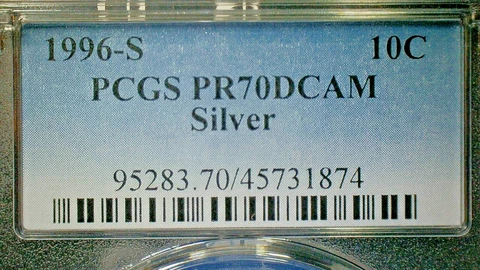 1996-S 10C
PCGS PR70DCAM
Silver
95283.70/45731874